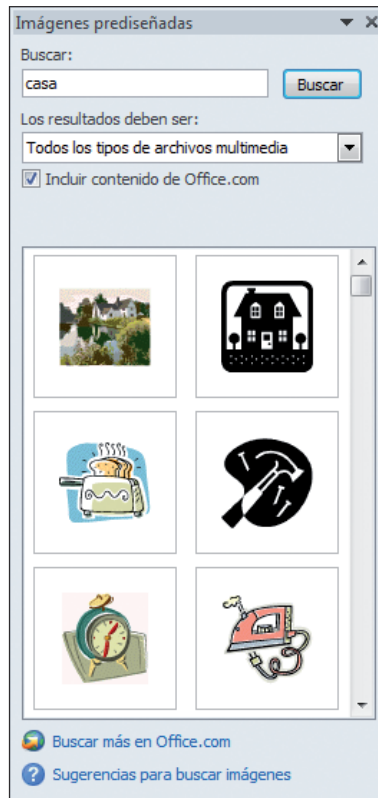 Imágenes prediseñadas
Buscar:
casa
Buscar
Los resultados deben ser:
Todos los tipos de archivos multimedia
Incluir contenido de Office.com
Buscar más en Office.com
Sugerencias para buscar imágenes